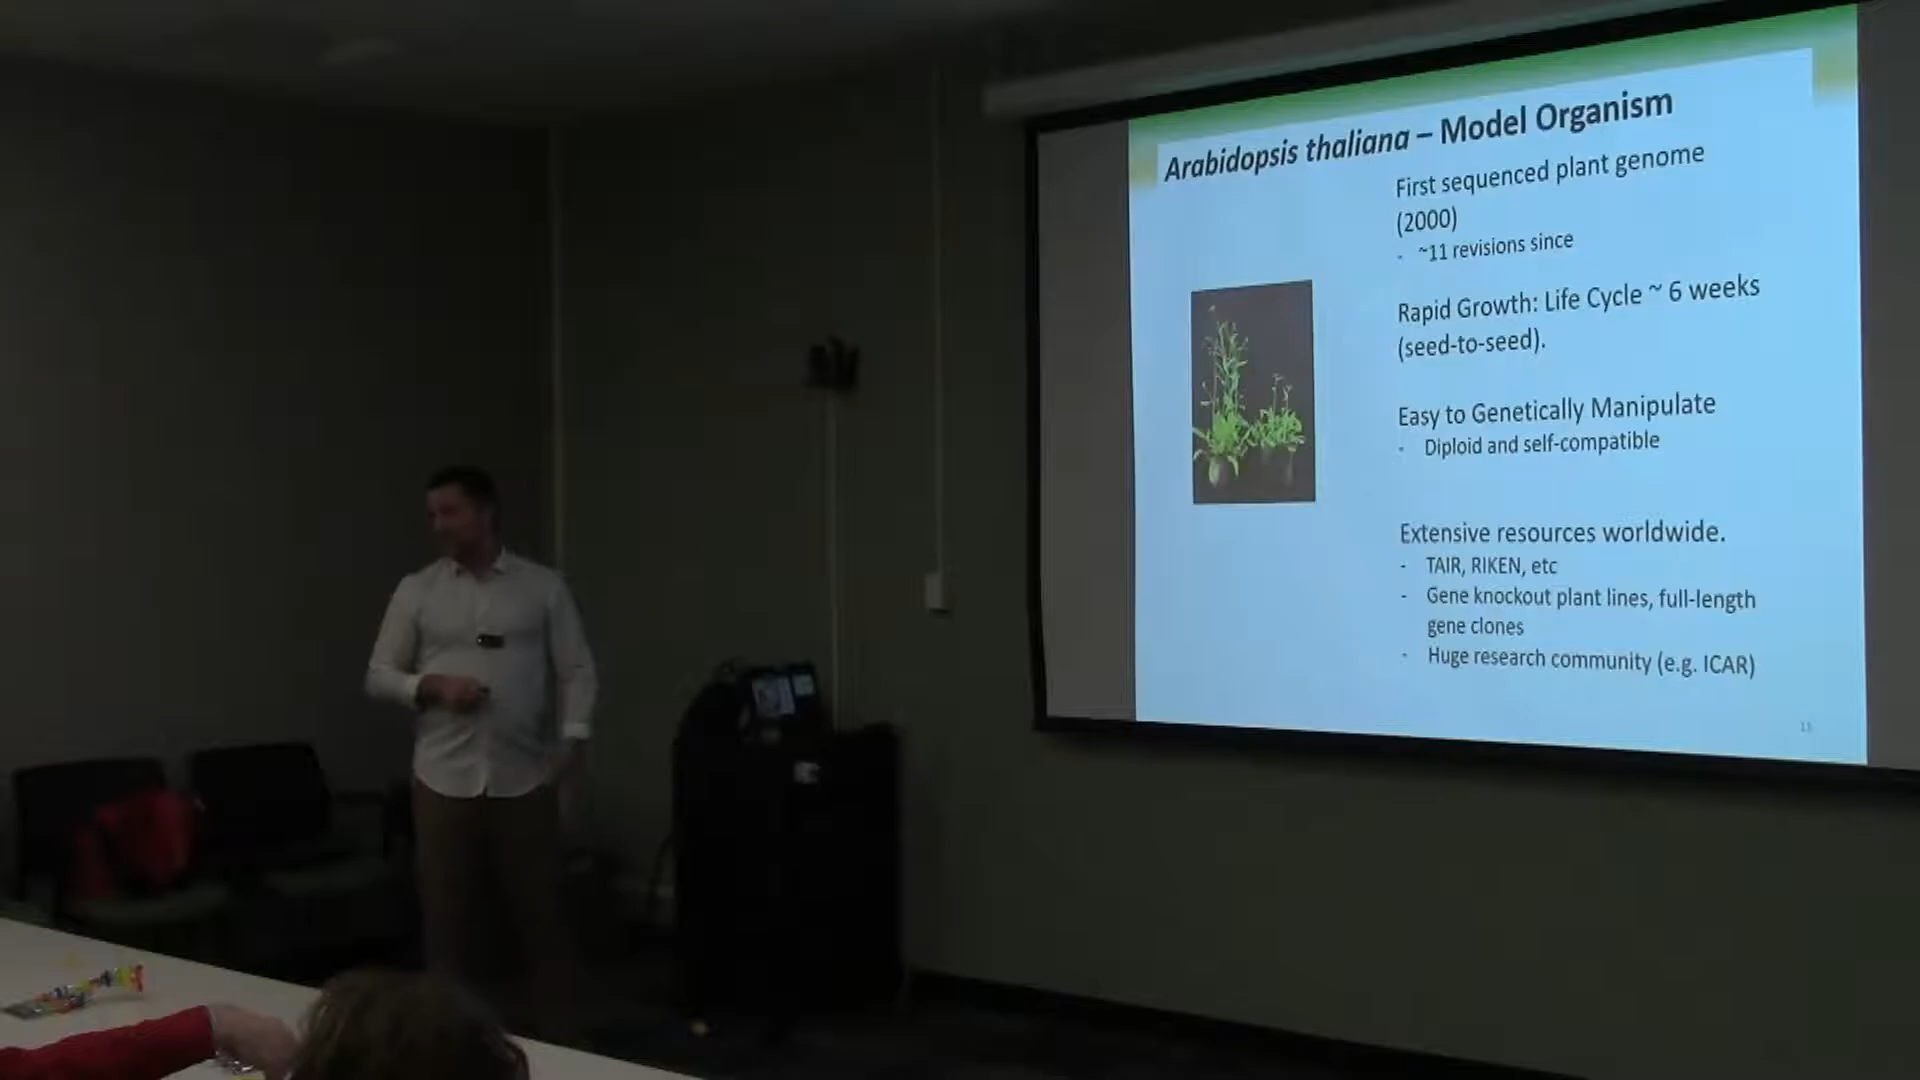 Arabidopsis thaliana – Model Organism
First sequenced plant genome
(2000)
- ~11 revisions since
Rapid Growth: Life Cycle ~ 6 weeks
(seed-to-seed).
Easy to Genetically Manipulate
- Diploid and self-compatible
Extensive resources worldwide.
- TAIR, RIKEN, etc
- Gene knockout plant lines, full-length
gene clones
- Huge research community (e.g. ICAR)